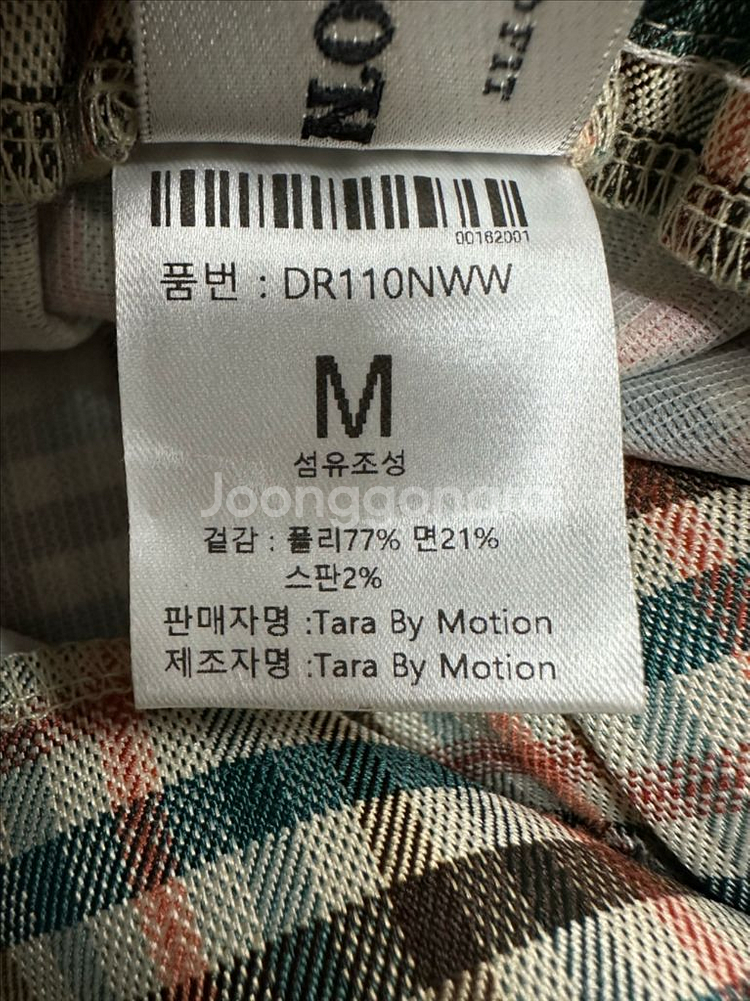 N.O
FIT
00162001
품번 : DR110NWW
M
섬유조성
Joonggonara
겉감 : 폴리77% 면21%
스판2%
판매자명 :Tara By Motion
제조자명 :Tara By Motion